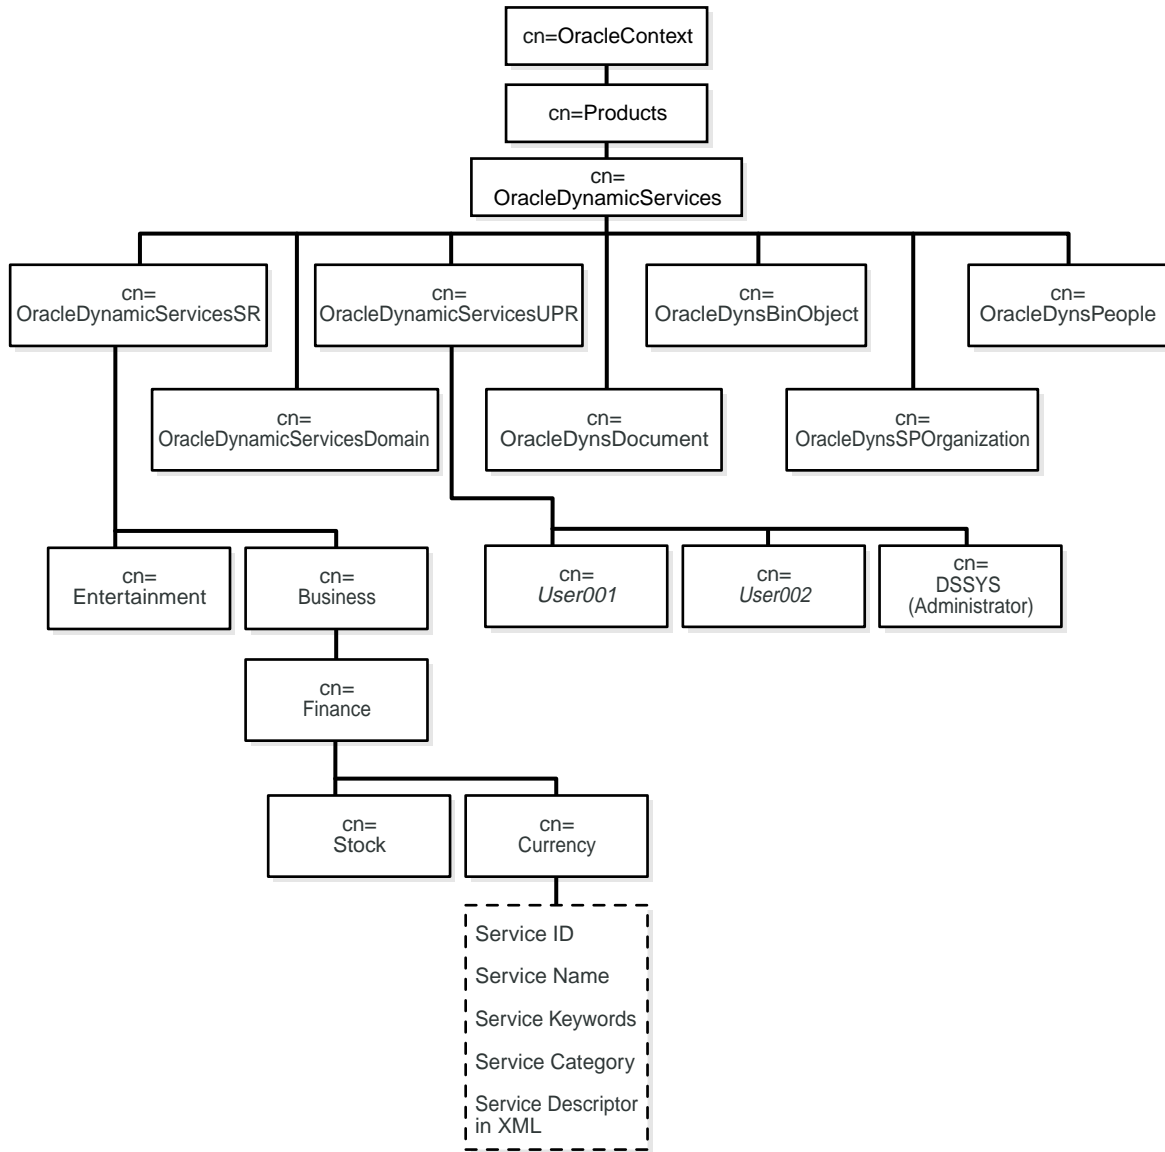 cn=OracleContext
cn=Products
cn=
OracleDynamicServices
cn=
OracleDynamicServicesSR
cn=
OracleDynamicServicesUPR
cn=
OracleDynsBinObject
cn=
OracleDynsPeople
cn=
OracleDynamicServicesDomain
cn=
OracleDynsDocument
cn=
OracleDynsSPOrganization
cn=
Entertainment
cn=
Business
cn=
User001
cn=
User002
cn=
DSSYS
(Administrator)
cn=
Finance
cn=
Stock
cn=
Currency
Service ID
Service Name
Service Keywords
Service Category
Service Descriptor
in XML